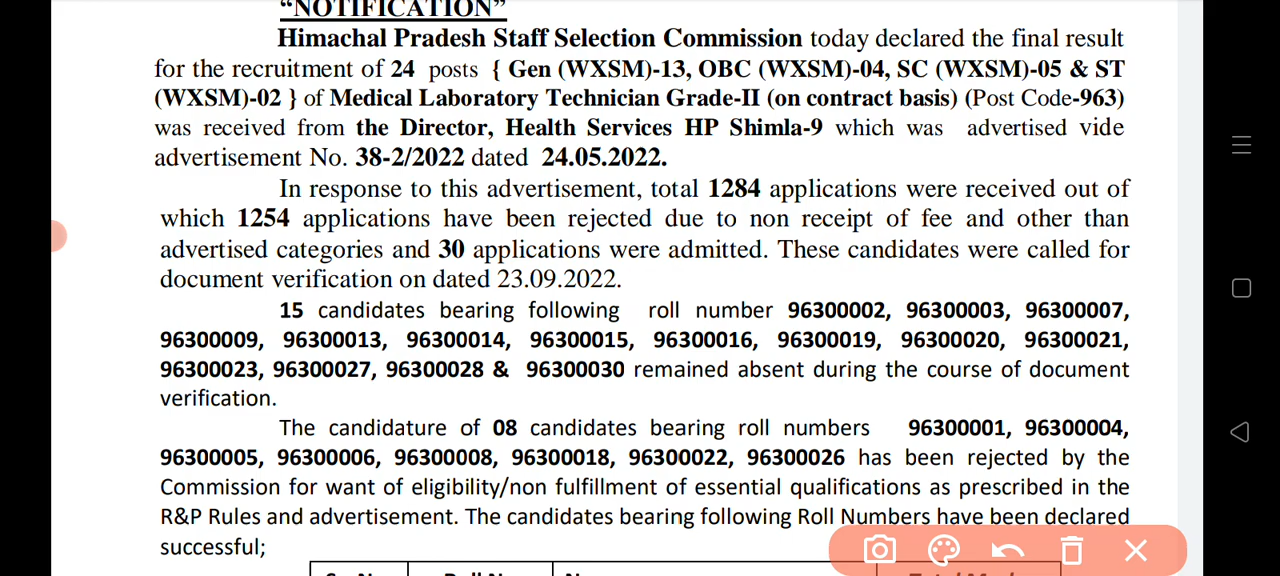 “NOTIFICATION”
Himachal Pradesh Staff Selection Commission today declared the final result
for the recruitment of 24 posts { Gen (WXSM)-13, OBC (WXSM)-04, SC (WXSM)-05 & ST
(WXSM)-02 } of Medical Laboratory Technician Grade-II (on contract basis) (Post Code-963)
was received from the Director, Health Services HP Shimla-9 which was advertised vide
advertisement No. 38-2/2022 dated 24.05.2022.
In response to this advertisement, total 1284 applications were received out of
which 1254 applications have been rejected due to non receipt of fee and other than
advertised categories and 30 applications were admitted. These candidates were called for
document verification on dated 23.09.2022.
15 candidates bearing following roll number 96300002, 96300003, 96300007,
96300009, 96300013, 96300014, 96300015, 96300016, 96300019, 96300020, 96300021,
96300023, 96300027, 96300028 & 96300030 remained absent during the course of document
verification.
The candidature of 08 candidates bearing roll numbers 96300001, 96300004,
96300005, 96300006, 96300008, 96300018, 96300022, 96300026 has been rejected by the
Commission for want of eligibility/non fulfillment of essential qualifications as prescribed in the
R&P Rules and advertisement. The candidates bearing following Roll Numbers have been declared
successful;